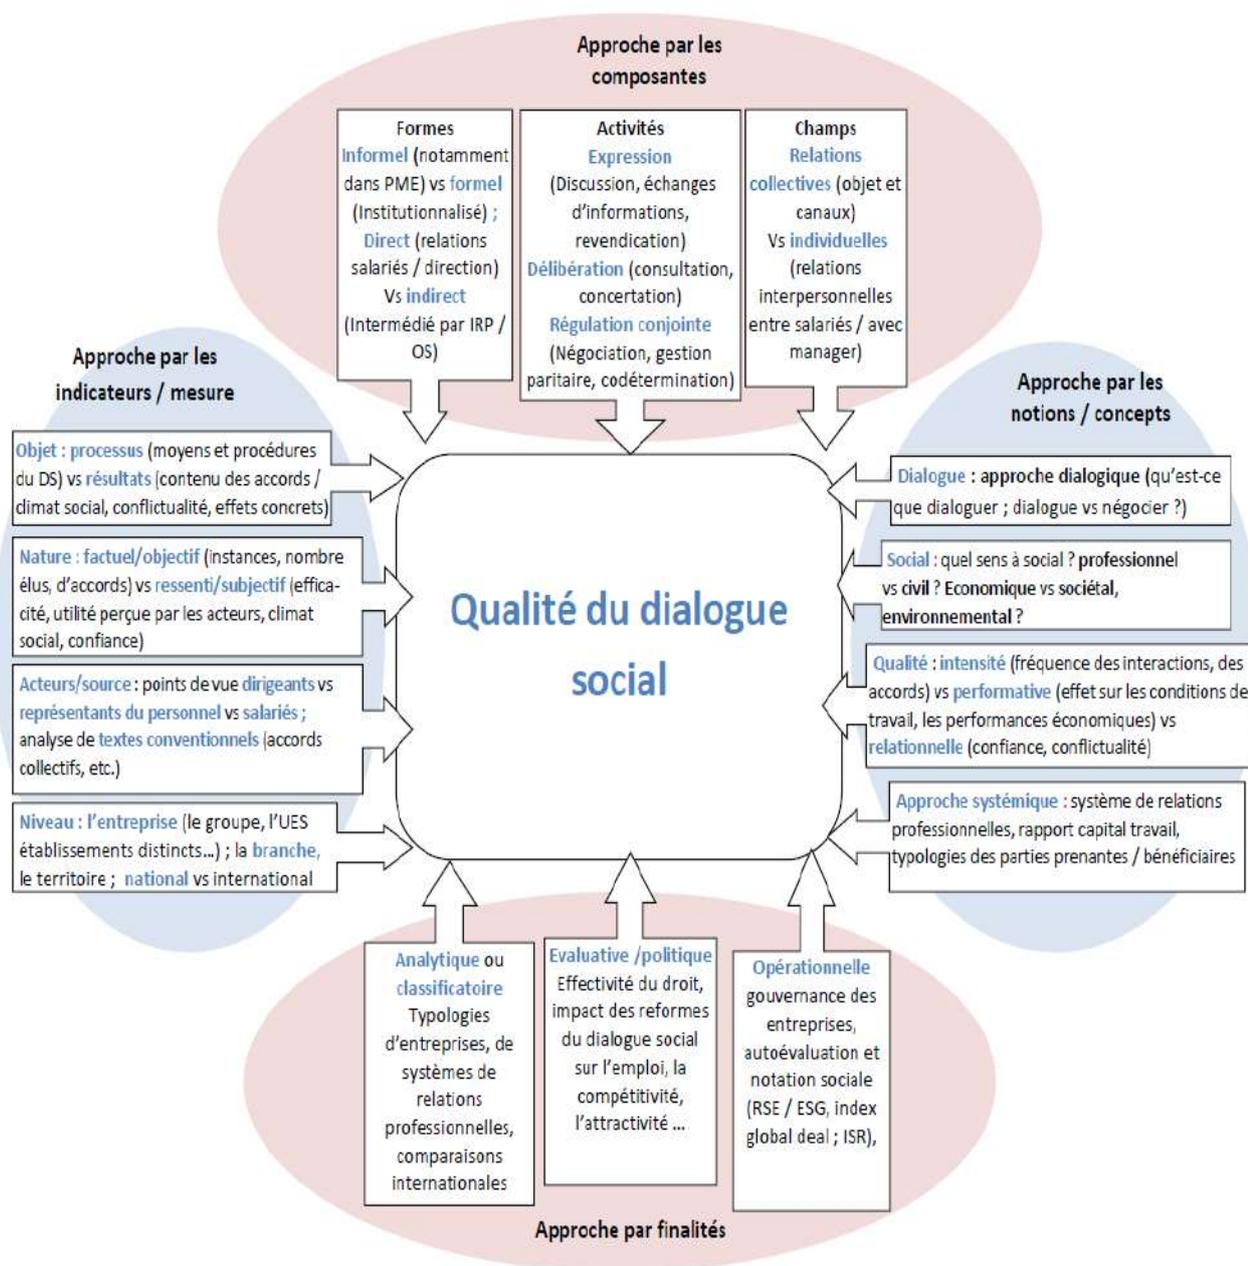 Approche par les
composantes
Formes
Informel (notamment
dans PME) vs formel
(Institutionnalisé) ;
Direct (relations
salariés / direction)
Vs indirect
(Intermédié par IRP /
OS)
Activités
Expression
(Discussion, échanges
d'informations,
revendication)
Délibération (consultation,
concertation)
Régulation conjointe
(Négociation, gestion
paritaire, codétermination)
Champs
Relations
collectives (objet et
canaux)
Vs individuelles
(relations
interpersonnelles
entre salariés / avec
manager)
Approche par les
indicateurs / mesure
Objet : processus (moyens et procédures
du DS) vs résultats (contenu des accords /
climat social, conflictualité, effets concrets)
Nature : factuel/objectif (instances, nombre
élus, d'accords) vs ressenti/subjectif (effica-
cité, utilité perçue par les acteurs, climat
social, confiance)
Acteurs/source : points de vue dirigeants vs
représentants du personnel vs salariés ;
analyse de textes conventionnels (accords
collectifs, etc.)
Niveau : l'entreprise (le groupe, l'UES
établissements distincts…) ; la branche,
le territoire ; national vs international
Qualité du dialogue
social
Approche par les
notions / concepts
Dialogue : approche dialogique (qu'est-ce
que dialoguer ; dialogue vs négocier ?)
Social : quel sens à social ? professionnel
vs civil ? Economique vs sociétal,
environnemental ?
Qualité : intensité (fréquence des interactions, des
accords) vs performative (effet sur les conditions de
travail, les performances économiques) vs
relationnelle (confiance, conflictualité)
Approche systémique : système de relations
professionnelles, rapport capital travail,
typologies des parties prenantes / bénéficiaires
Analytique ou
classificatoire
Typologies
d'entreprises, de
systèmes de
relations
professionnelles,
comparaisons
internationales
Evaluative /politique
Effectivité du droit,
impact des reformes
du dialogue social
sur l'emploi, la
compétitivité,
l'attractivité …
Opérationnelle
gouvernance des
entreprises,
autoévaluation et
notation sociale
(RSE / ESG, index
global deal ; ISR),
Approche par finalités